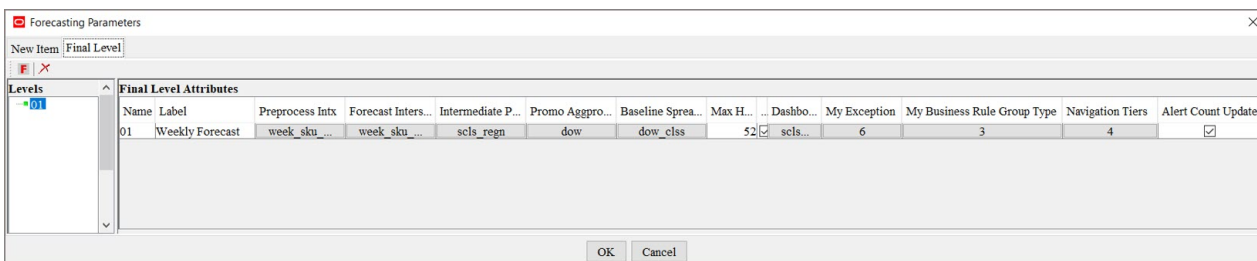 Forecasting Parameters
New Item Final Level
F
Levels
01
Final Level Attributes
Name Label Preprocess Intx Forecast Inters... Intermediate P... Promo Aggpro... Baseline Sprea... Max H... ... Dashbo... My Exception My Business Rule Group Type Navigation Tiers Alert Count Update
01 Weekly Forecast week_sku_... week_sku_... scls_regn dow dow_clss 52 scls... 6 3 4
OK Cancel